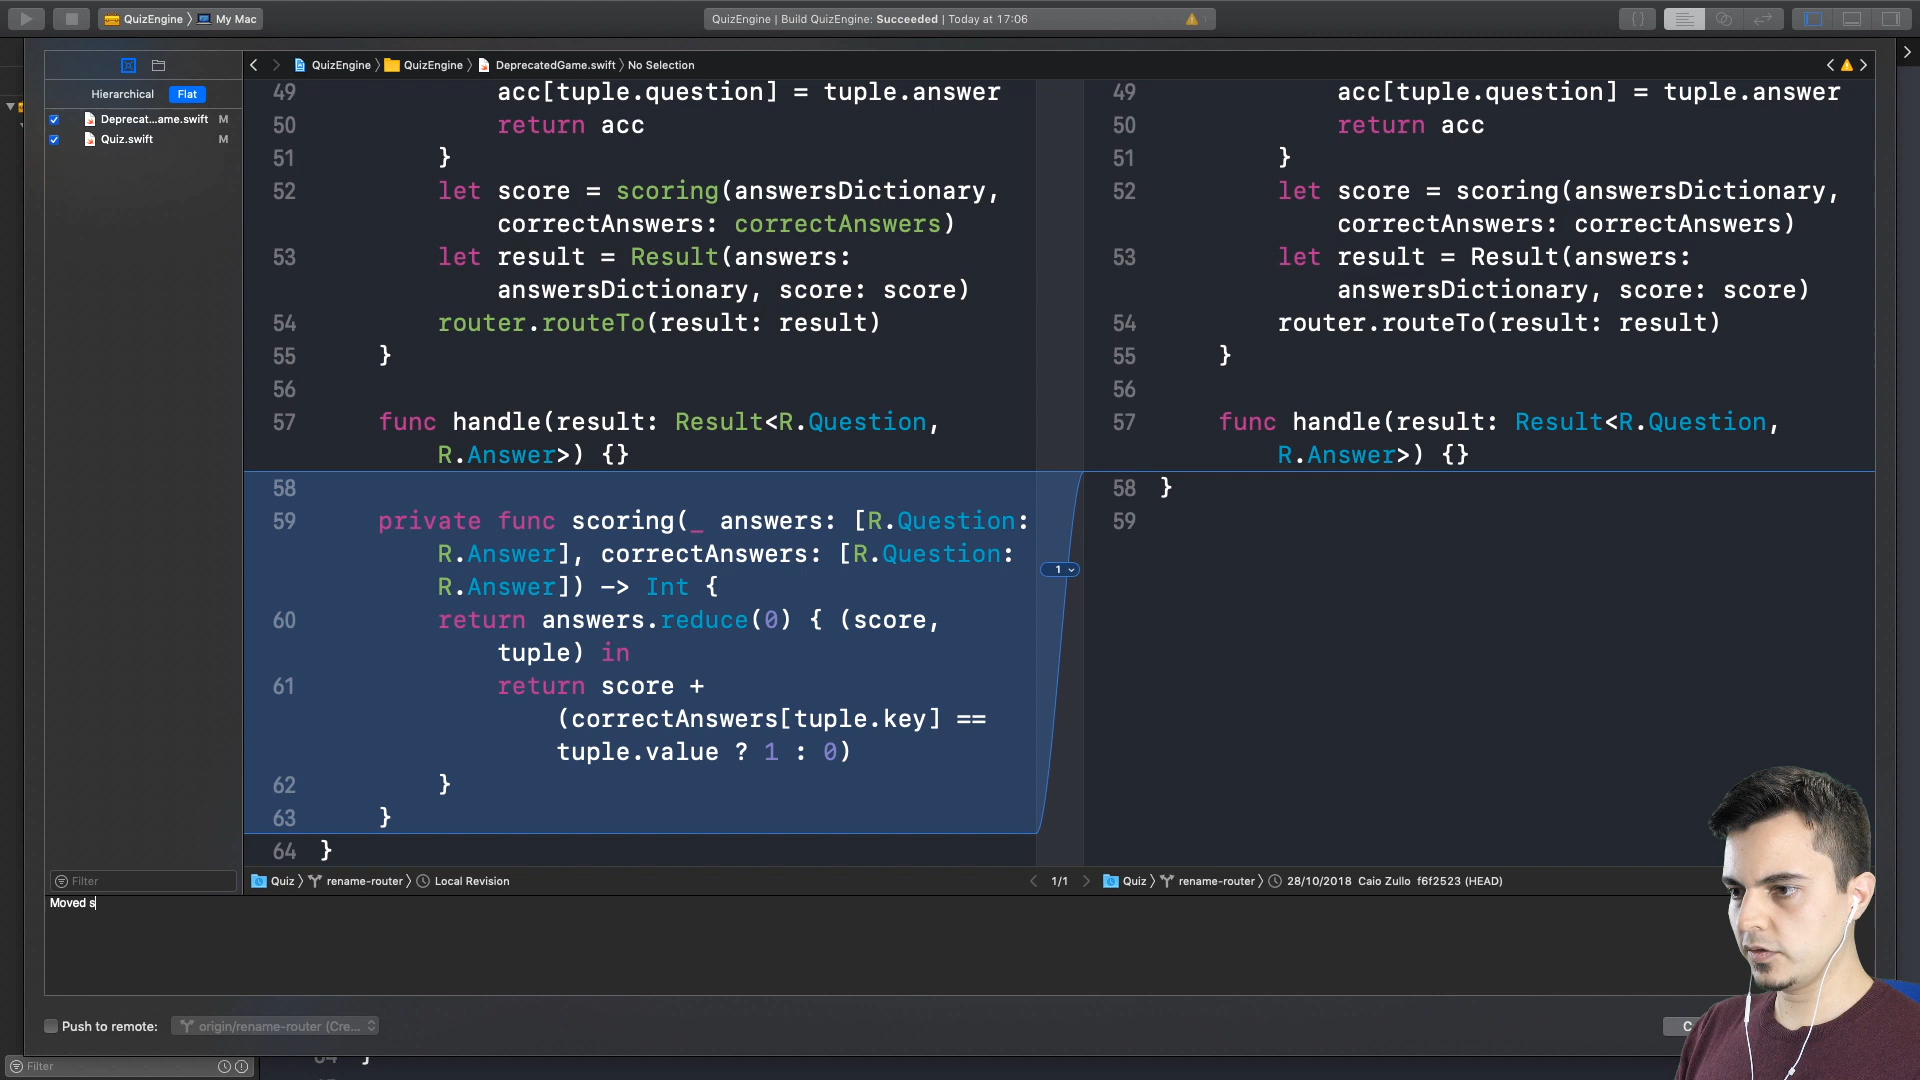 QuizEngine 〉 My Mac
QuizEngine | Build QuizEngine: Succeeded | Today at 17:06
{ }
QuizEngine 〉 QuizEngine 〉 DeprecatedGame.swift 〉 No Selection
Hierarchical Flat
Deprecat...ame.swift M
Quiz.swift M
49 acc[tuple.question] = tuple.answer
50 return acc
51 }
52 let score = scoring(answersDictionary,
correctAnswers: correctAnswers)
53 let result = Result(answers:
answersDictionary, score: score)
54 router.routeTo(result: result)
55 }
56
57 func handle(result: Result<R.Question,
R.Answer>) {}
58
59 private func scoring(_ answers: [R.Question:
R.Answer], correctAnswers: [R.Question:
R.Answer]) -> Int {
60 return answers.reduce(0) { (score,
tuple) in
61 return score +
(correctAnswers[tuple.key] ==
tuple.value ? 1 : 0)
62 }
63 }
64 }
1
49 acc[tuple.question] = tuple.answer
50 return acc
51 }
52 let score = scoring(answersDictionary,
correctAnswers: correctAnswers)
53 let result = Result(answers:
answersDictionary, score: score)
54 router.routeTo(result: result)
55 }
56
57 func handle(result: Result<R.Question,
R.Answer>) {}
58 }
59
Filter
Quiz 〉 rename-router 〉 Local Revision
1/1
Quiz 〉 rename-router 〉 28/10/2018 Caio Zullo f6f2523 (HEAD)
Moved s
Push to remote: origin/rename-router (Cre...
Filter